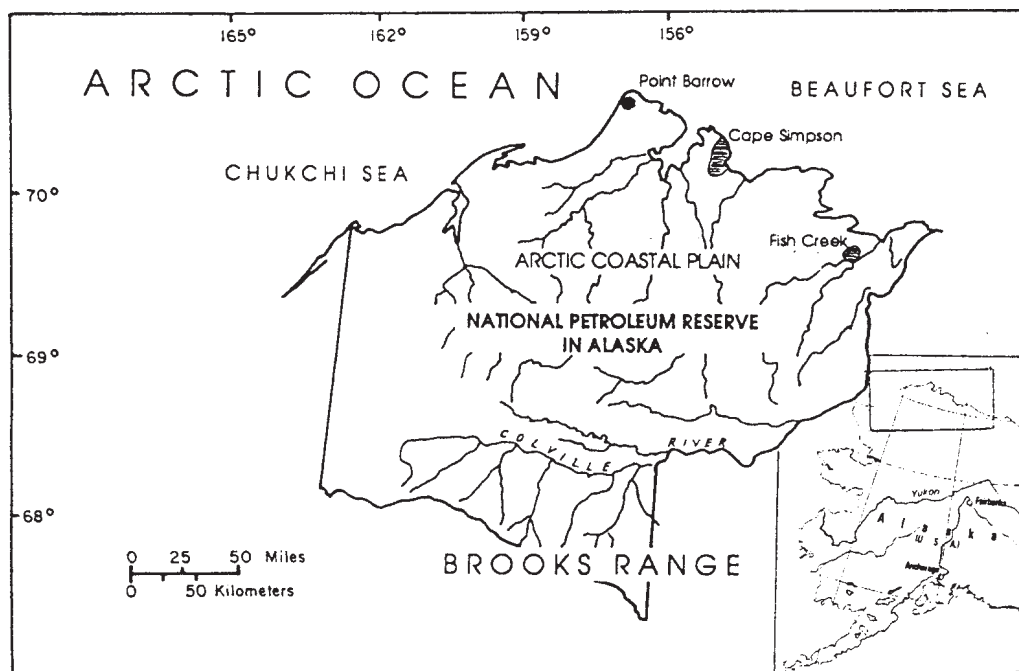 165° 162° 159° 156°
ARCTIC OCEAN
Point Barrow
BEAUFORT SEA
Cape Simpson
CHUKCHI SEA
70°
Fish Creek
ARCTIC COASTAL PLAIN
NATIONAL PETROLEUM RESERVE
IN ALASKA
69°
COLVILLE RIVER
68°
Yukon
Fairbanks
Alaska
(U S A)
Anchorage
BROOKS RANGE
0 25 50 Miles
0 50 Kilometers